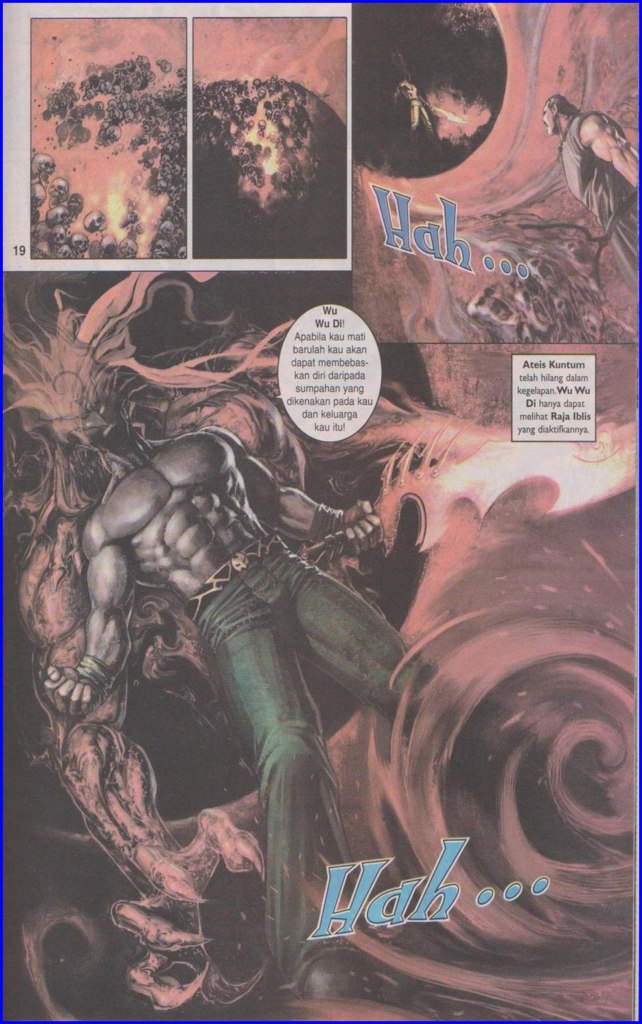 19
Hah...
Wu
Wu Di!
Apabila kau mati
barulah kau akan
dapat membebas-
kan diri daripada
sumpahan yang
dikenakan pada kau
dan keluarga
kau itu!
Ateis Kuntum
telah hilang dalam
kegelapan.Wu Wu
Di hanya dapat
melihat Raja Iblis
yang diaktifkannya.
Hah...